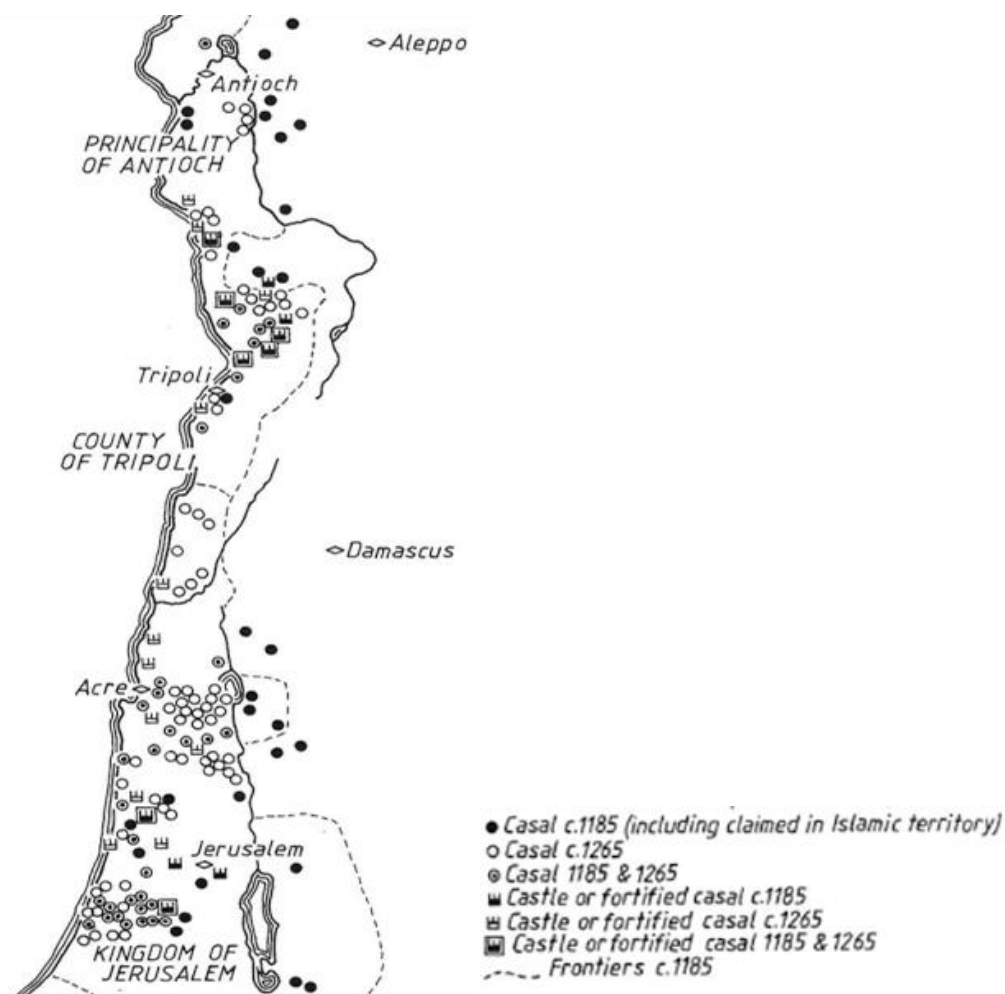 Aleppo
Antioch
PRINCIPALITY
OF ANTIOCH
Tripoli
COUNTY
OF TRIPOLI
Damascus
Acre
Jerusalem
KINGDOM OF
JERUSALEM
Casal c.1185 (including claimed in Islamic territory)
Casal c.1265
Casal 1185 & 1265
Castle or fortified casal c.1185
Castle or fortified casal c.1265
Castle or fortified casal 1185 & 1265
Frontiers c.1185